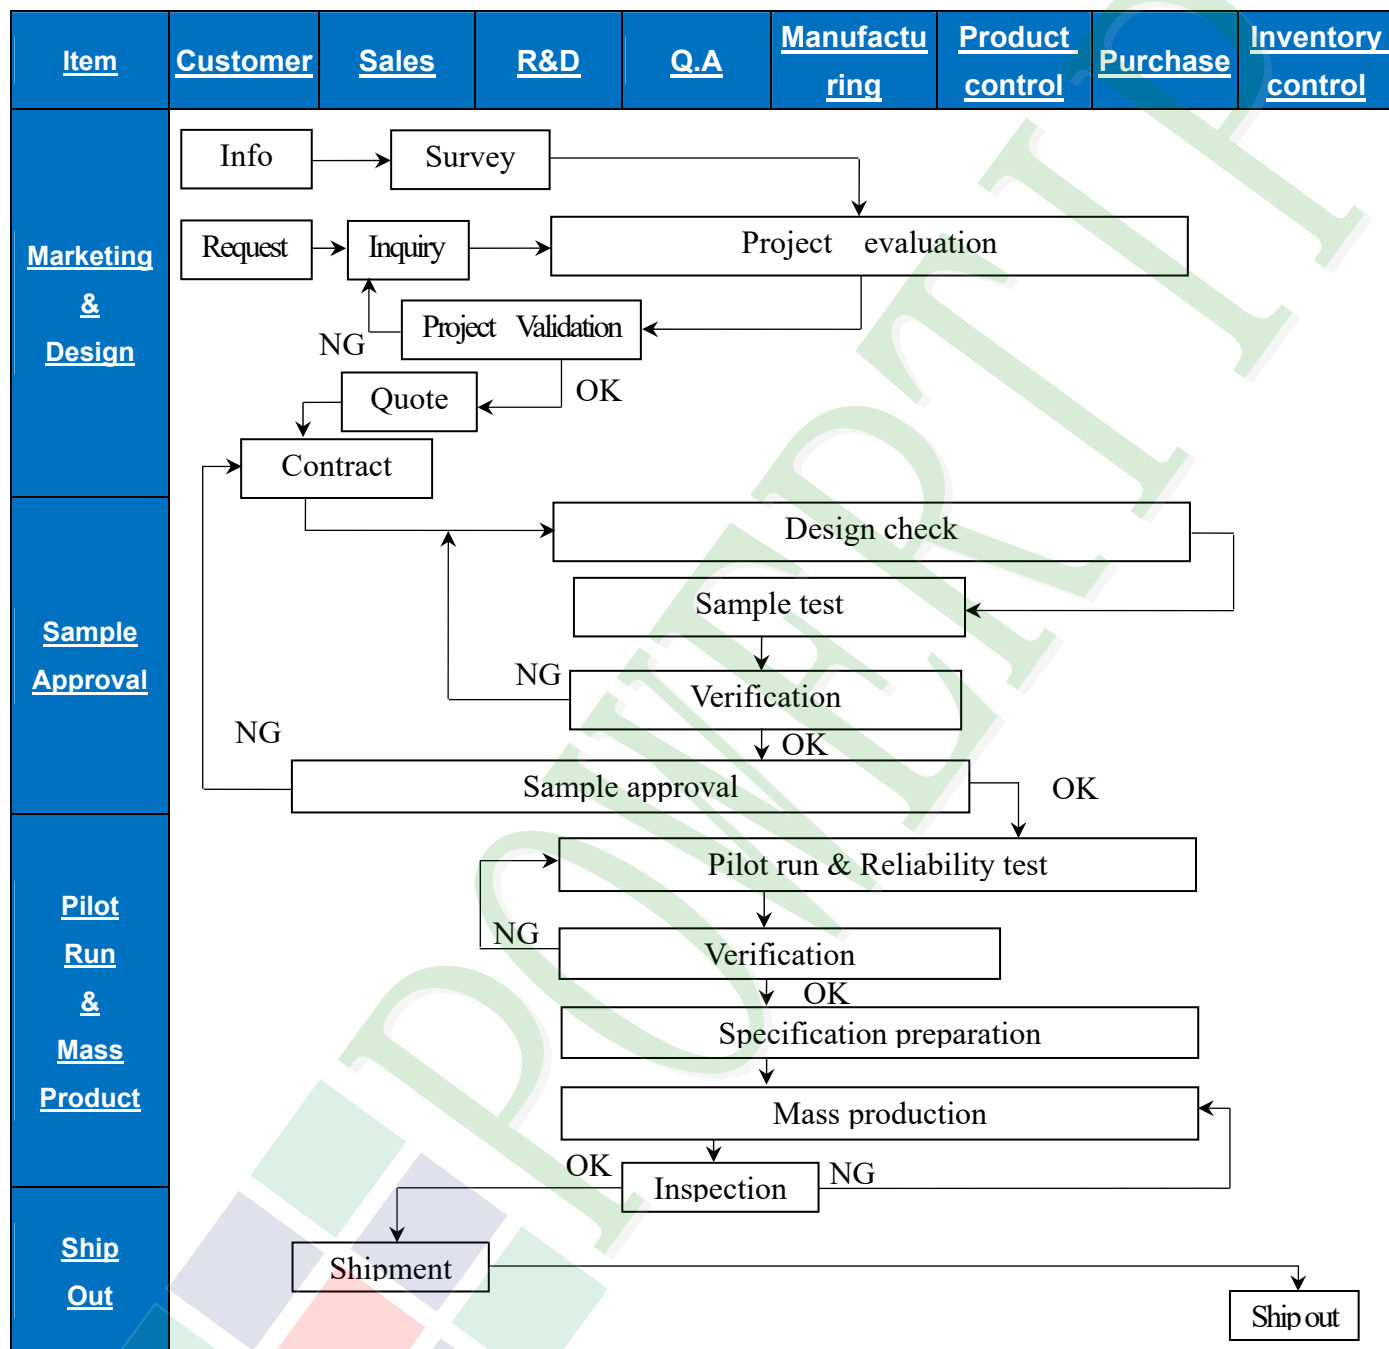 Item
Customer
Sales
R&D
Q.A
Manufactu
ring
Product
control
Purchase
Inventory
control
Marketing
&
Design
Info
Survey
Request
Inquiry
Project evaluation
Project Validation
NG
OK
Quote
Contract
Sample
Approval
Design check
Sample test
NG
Verification
NG
OK
Sample approval
OK
Pilot
Run
&
Mass
Product
Pilot run & Reliability test
NG
Verification
OK
Specification preparation
Mass production
OK
Inspection
NG
Ship
Out
Shipment
Ship out
POWERTIP